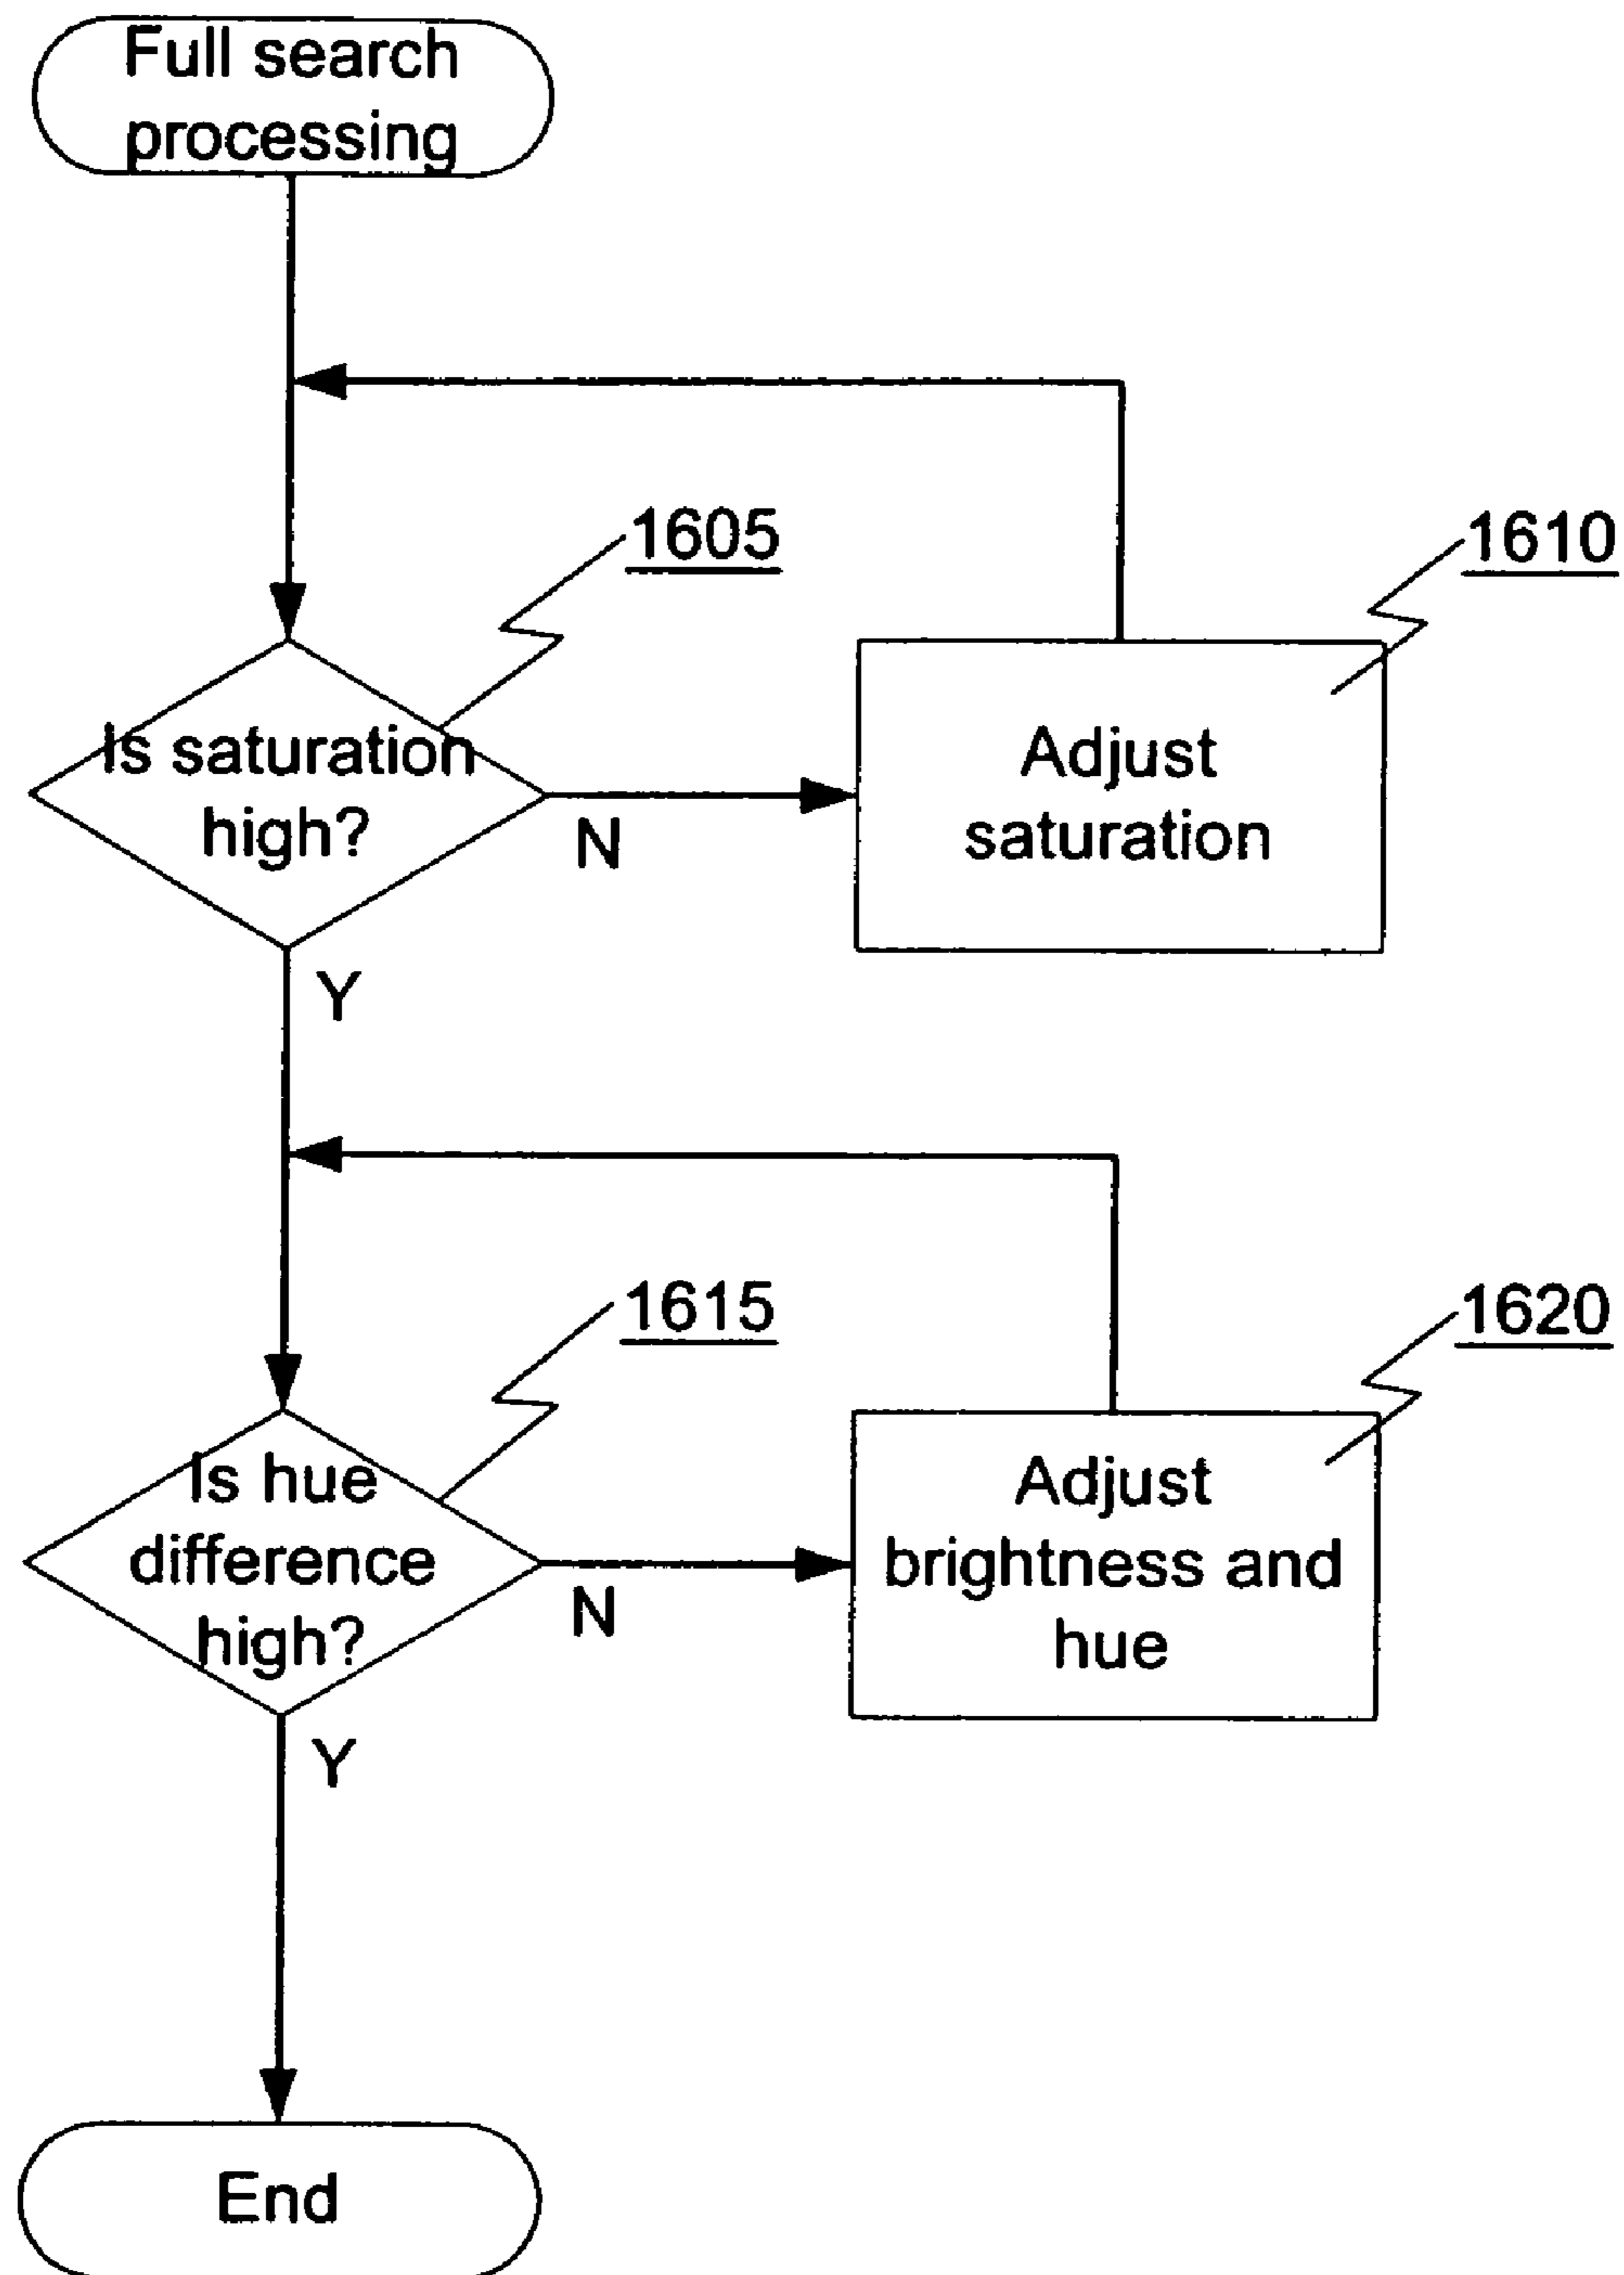 Full search
processing
1605
1610
Is saturation
high?
N
Adjust
saturation
Y
1615
1620
Is hue
difference
high?
N
Adjust
brightness and
hue
Y
End